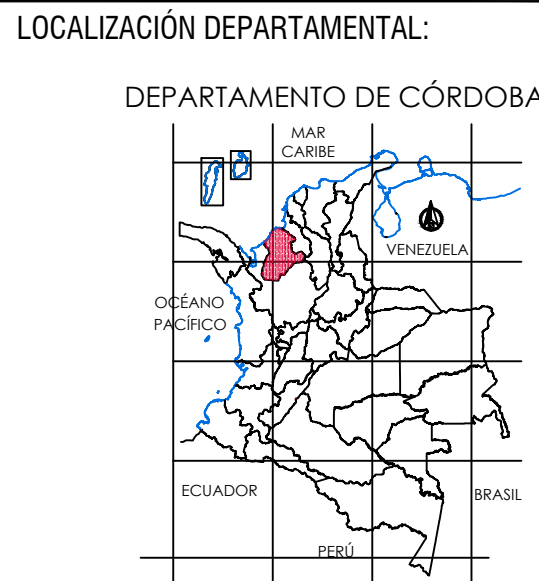 LOCALIZACIÓN DEPARTAMENTAL:
DEPARTAMENTO DE CÓRDOBA
MAR
CARIBE
VENEZUELA
OCÉANO
PACÍFICO
ECUADOR
BRASIL
PERÚ